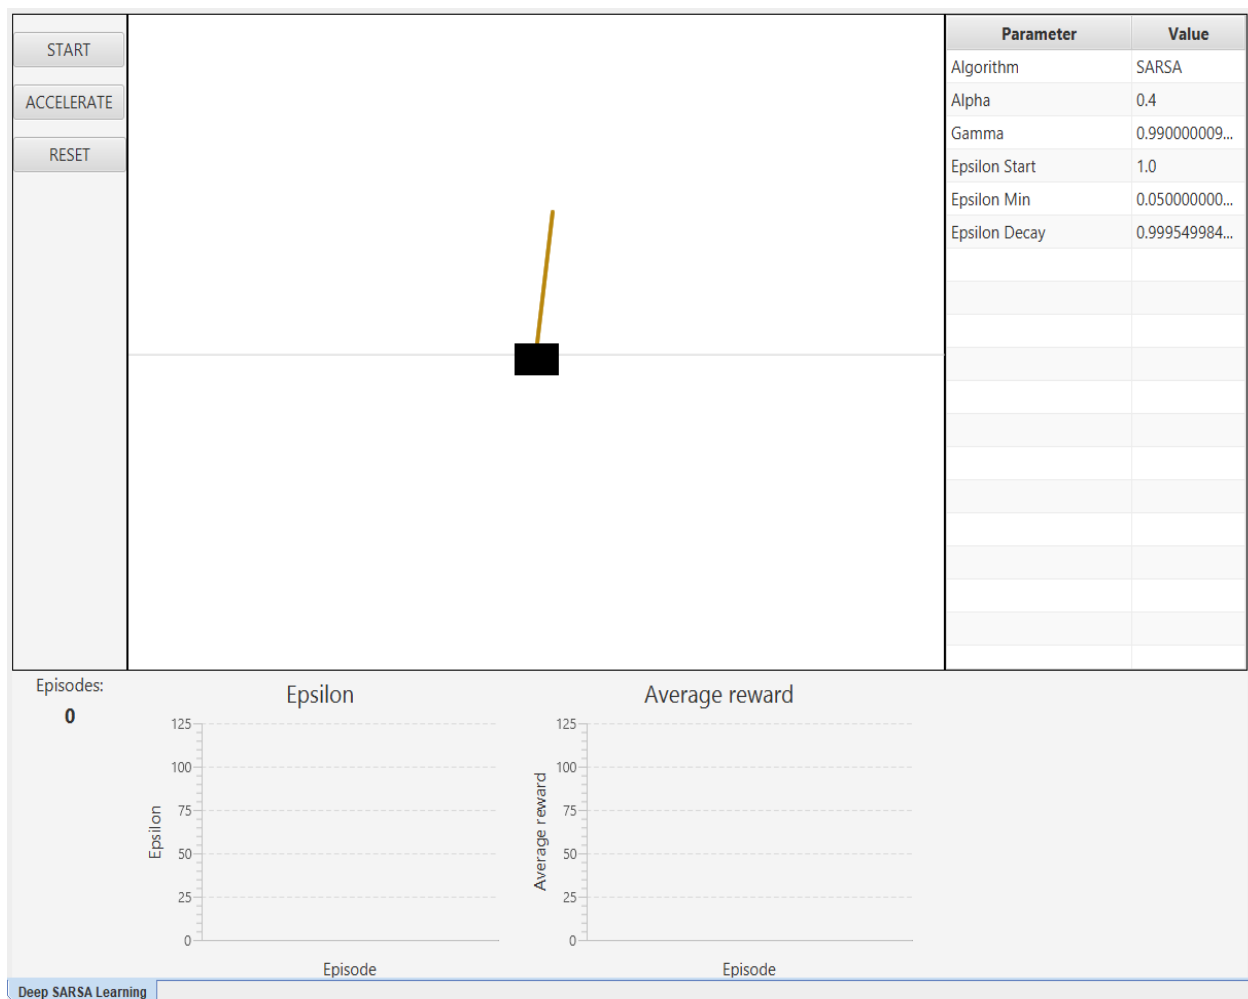 START
ACCELERATE
RESET
Parameter Value
Algorithm SARSA
Alpha 0.4
Gamma 0.990000009...
Epsilon Start 1.0
Epsilon Min 0.050000000...
Epsilon Decay 0.999549984...
Episodes:
0
Epsilon
125
100
75
50
25
0
Epsilon
Episode
Average reward
125
100
75
50
25
0
Average reward
Episode
Deep SARSA Learning